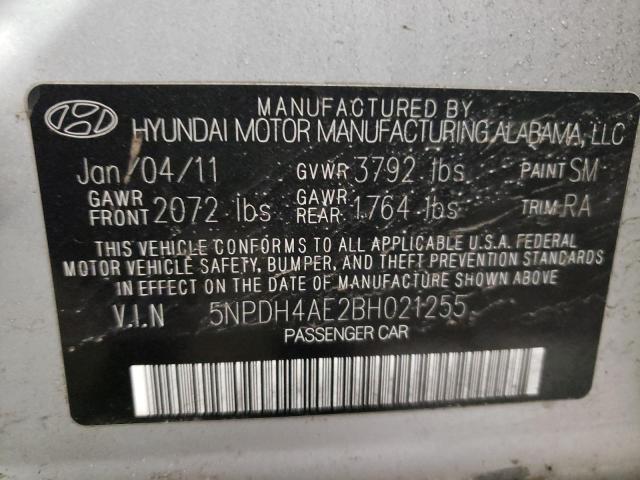 MANUFACTURED BY
HYUNDAI MOTOR MANUFACTURING ALABAMA, LLC
Jan/04/11 GVWR 3792 lbs PAINT SM
GAWR FRONT 2072 lbs GAWR REAR 1764 lbs TRIM RA
THIS VEHICLE CONFORMS TO ALL APPLICABLE U.S.A. FEDERAL
MOTOR VEHICLE SAFETY, BUMPER, AND THEFT PREVENTION
STANDARDS IN EFFECT ON THE DATE OF MANUFACTURE SHOWN ABOVE
V.I.N 5NPDH4AE2BH021255
PASSENGER CAR